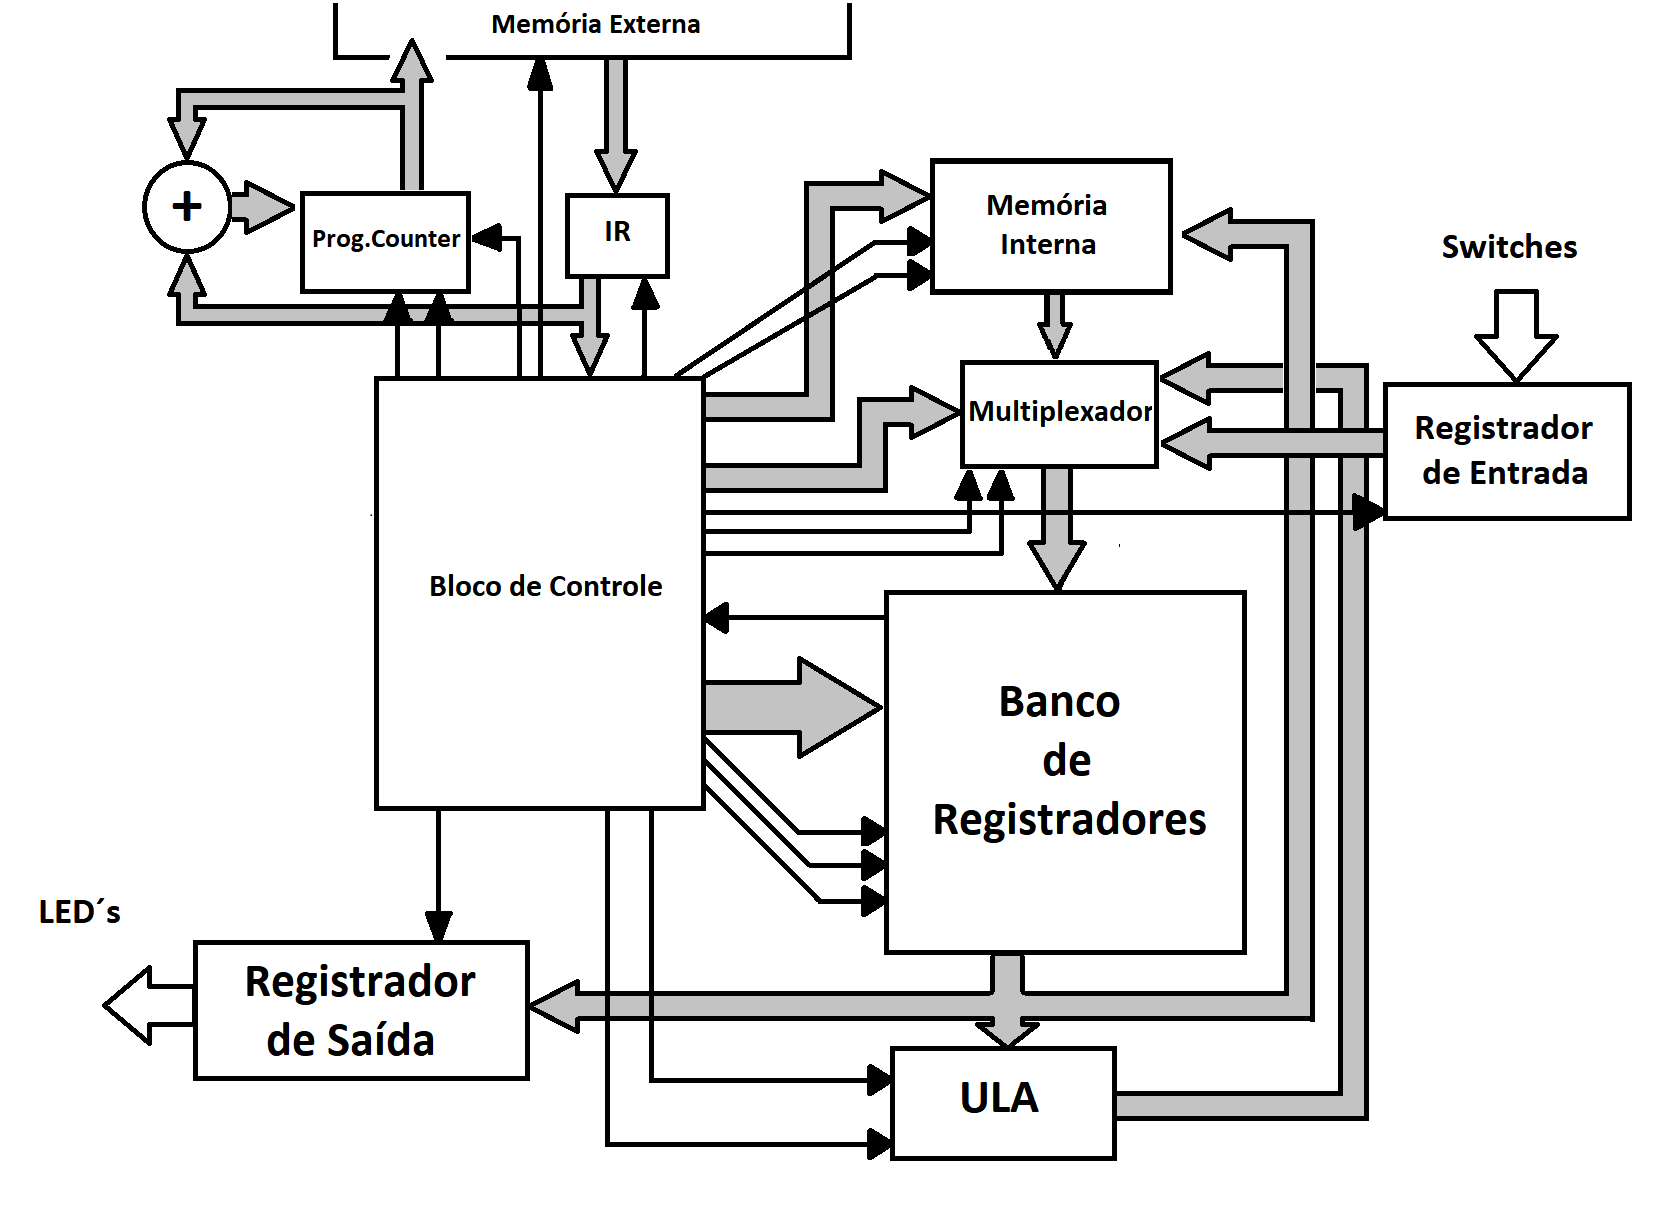 Memória Externa
+
Prog.Counter
IR
Memória
Interna
Switches
Multiplexador
Registrador
de Entrada
Bloco de Controle
Banco
de
Registradores
LED´s
Registrador
de Saída
ULA